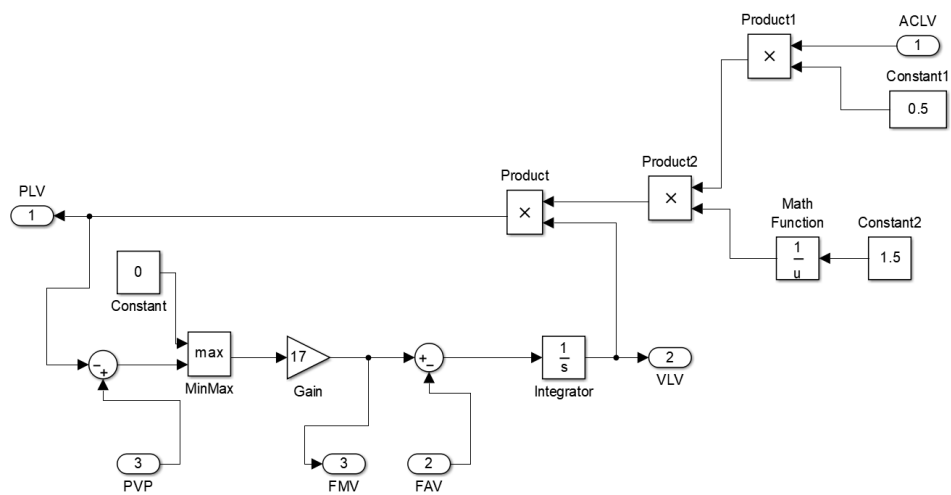 Product1
×
ACLV
1
Constant1
0.5
Product2
×
Product
×
PLV
1
Math
Function
1
u
Constant2
1.5
0
Constant
−
+
max
MinMax
17
Gain
+
−
1
s
Integrator
2
VLV
3
PVP
3
FMV
2
FAV